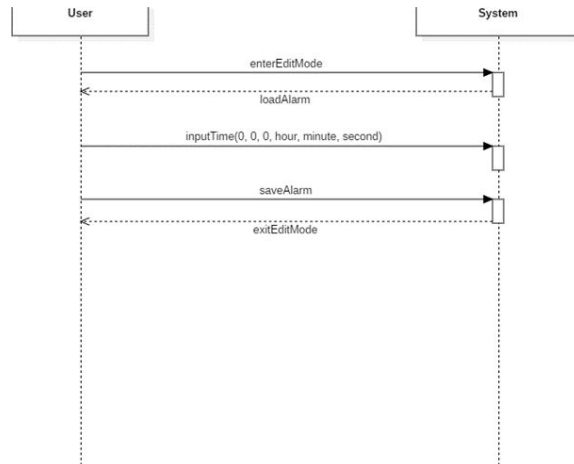 User
System
enterEditMode
loadAlarm
inputTime(0, 0, 0, hour, minute, second)
saveAlarm
exitEditMode